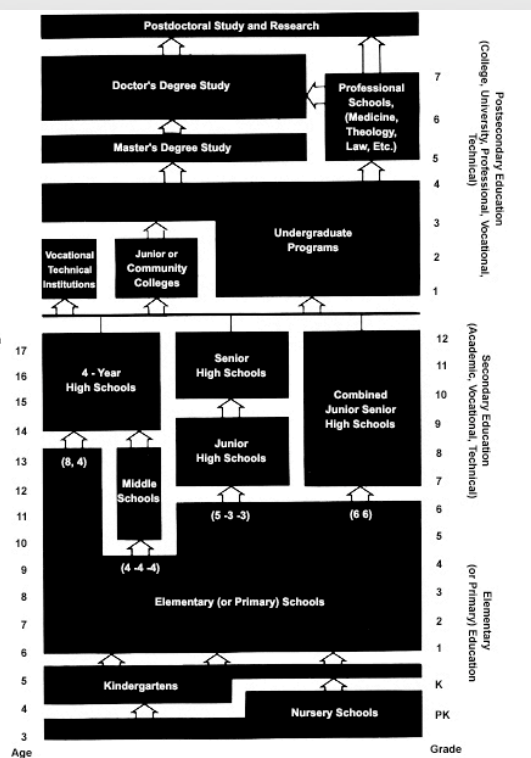 Postdoctoral Study and Research
Doctor's Degree Study
Professional
Schools,
(Medicine,
Theology,
Law, Etc.)
Master's Degree Study
Undergraduate
Programs
Vocational
Technical
Institutions
Junior or
Community
Colleges
7
6
5
4
3
2
1
Postsecondary Education
(College, University, Professional, Vocational,
Technical)
4 - Year
High Schools
Senior
High Schools
Combined
Junior Senior
High Schools
Junior
High Schools
Middle
Schools
(8, 4)
(5 -3 -3)
(6 6)
(4 -4 -4)
Elementary (or Primary) Schools
Kindergartens
Nursery Schools
17
16
15
14
13
12
11
10
9
8
7
6
5
4
3
Age
12
11
10
9
8
7
6
5
4
3
2
1
K
PK
Grade
Secondary Education
(Academic, Vocational, Technical)
Elementary
(or Primary) Education